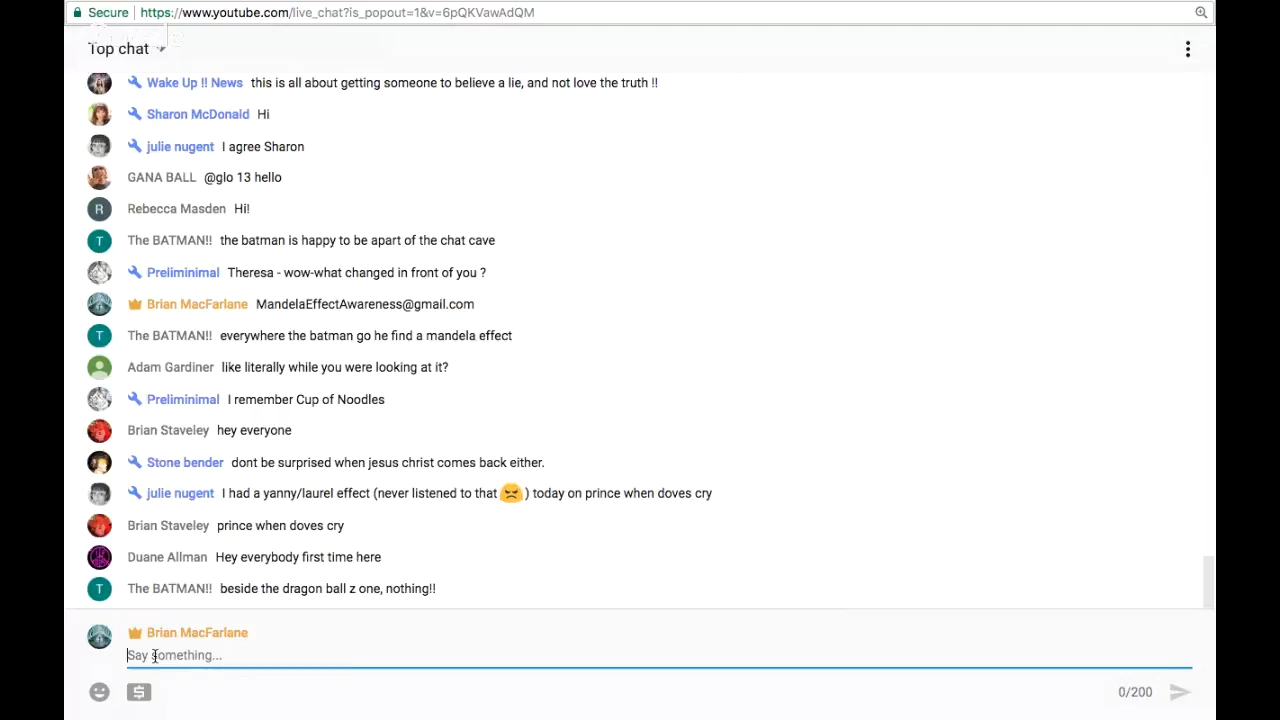 Secure https://www.youtube.com/live_chat?is_popout=1&v=6pQKVawAdQM
Top chat
Wake Up !! News this is all about getting someone to believe a lie, and not love the truth !!
Sharon McDonald Hi
julie nugent I agree Sharon
GANA BALL @glo 13 hello
R Rebecca Masden Hi!
T The BATMAN!! the batman is happy to be apart of the chat cave
Preliminimal Theresa - wow-what changed in front of you ?
Brian MacFarlane MandelaEffectAwareness@gmail.com
T The BATMAN!! everywhere the batman go he find a mandela effect
Adam Gardiner like literally while you were looking at it?
Preliminimal I remember Cup of Noodles
Brian Staveley hey everyone
Stone bender dont be surprised when jesus christ comes back either.
julie nugent I had a yanny/laurel effect (never listened to that 😠 ) today on prince when doves cry
Brian Staveley prince when doves cry
Duane Allman Hey everybody first time here
T The BATMAN!! beside the dragon ball z one, nothing!!
Brian MacFarlane
Say something...
0/200